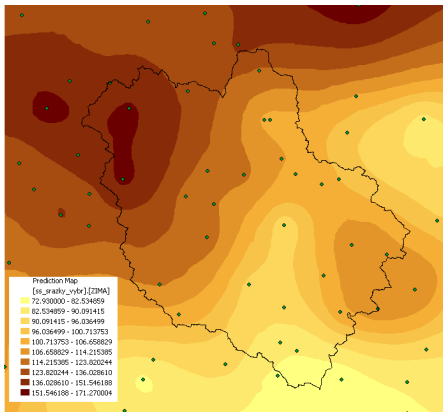 Prediction Map
[ss_srazky_vybr].[ZIMA]
72.930000 - 82.534859
82.534859 - 90.091415
90.091415 - 96.036499
96.036499 - 100.713753
100.713753 - 106.658829
106.658829 - 114.215385
114.215385 - 123.820244
123.820244 - 136.028610
136.028610 - 151.546188
151.546188 - 171.270004